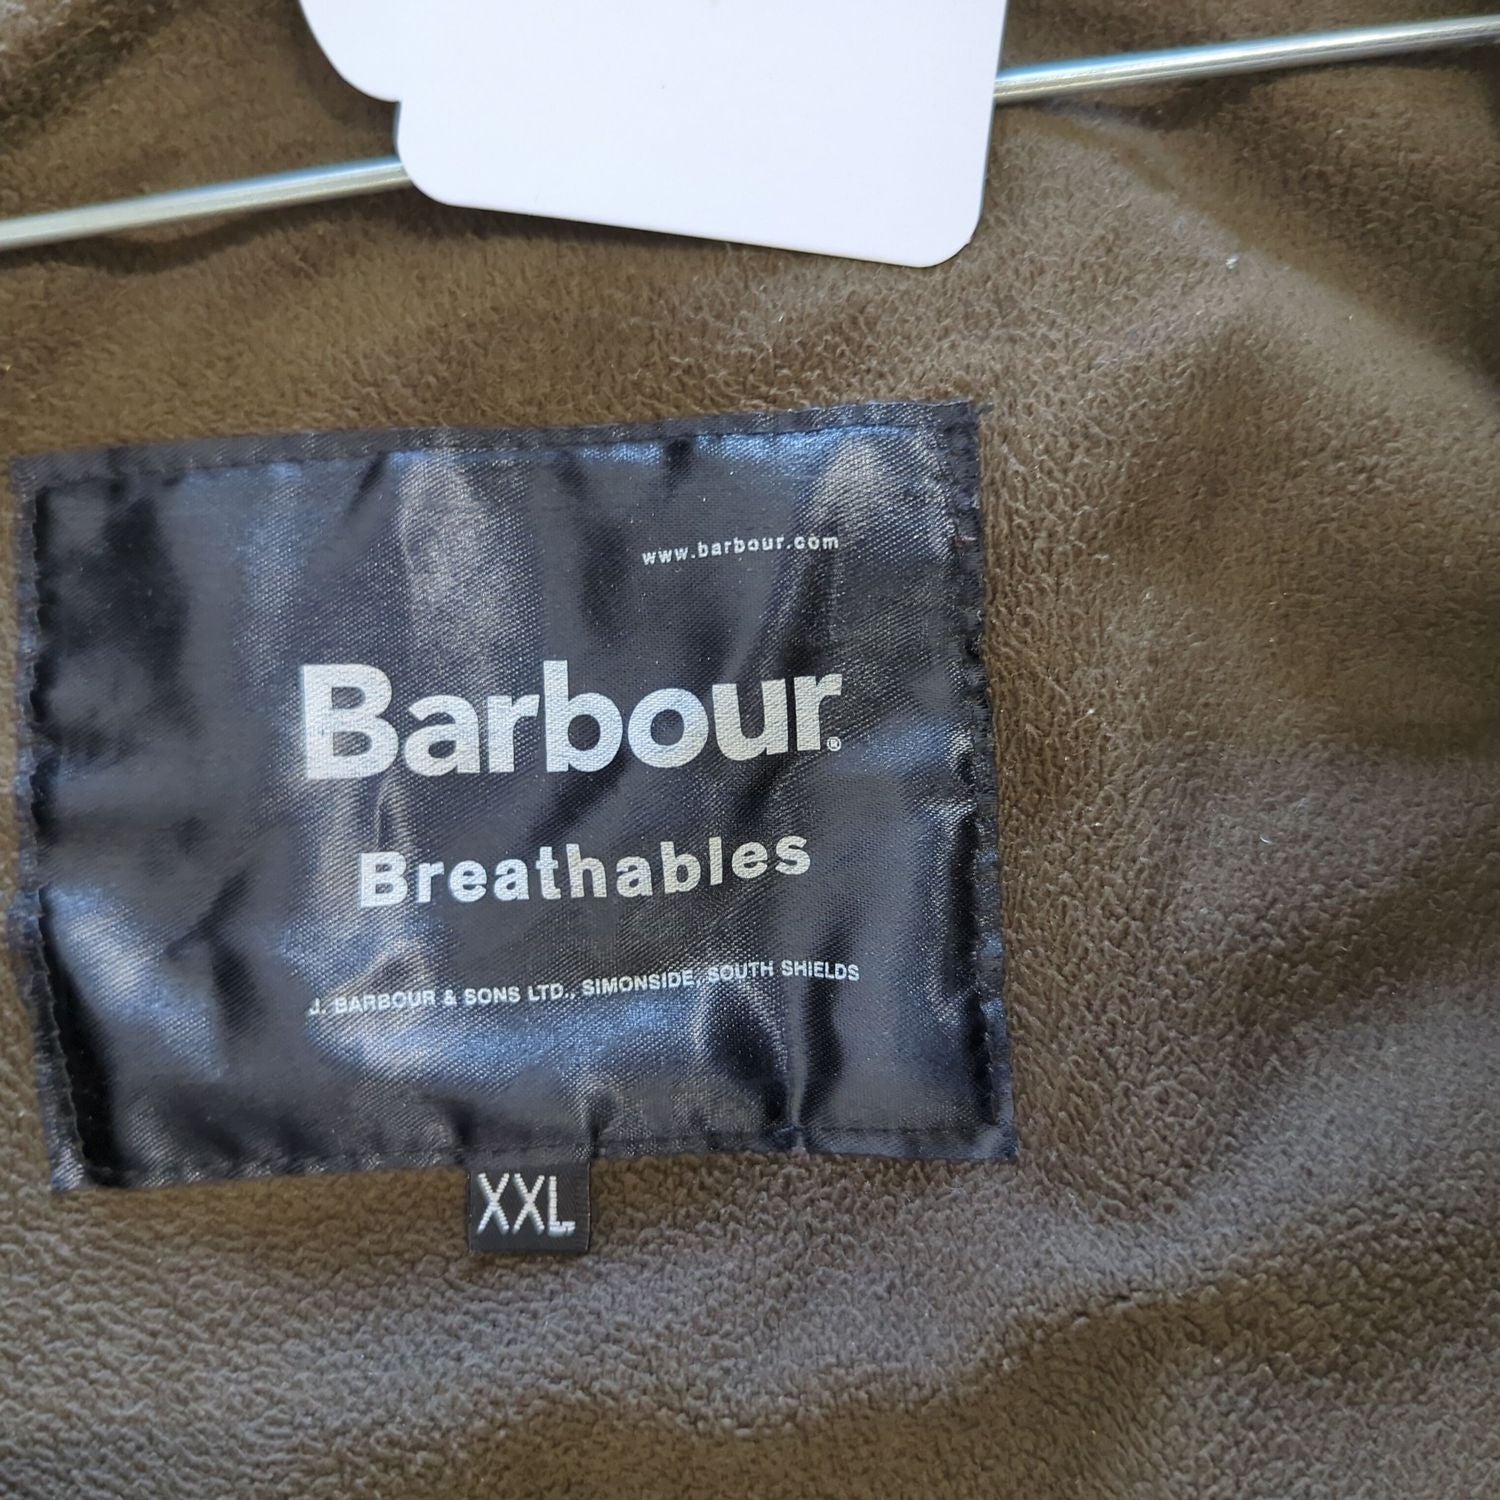 www.barbour.com
Barbour®
Breathables
J. BARBOUR & SONS LTD., SIMONSIDE, SOUTH SHIELDS
XXL